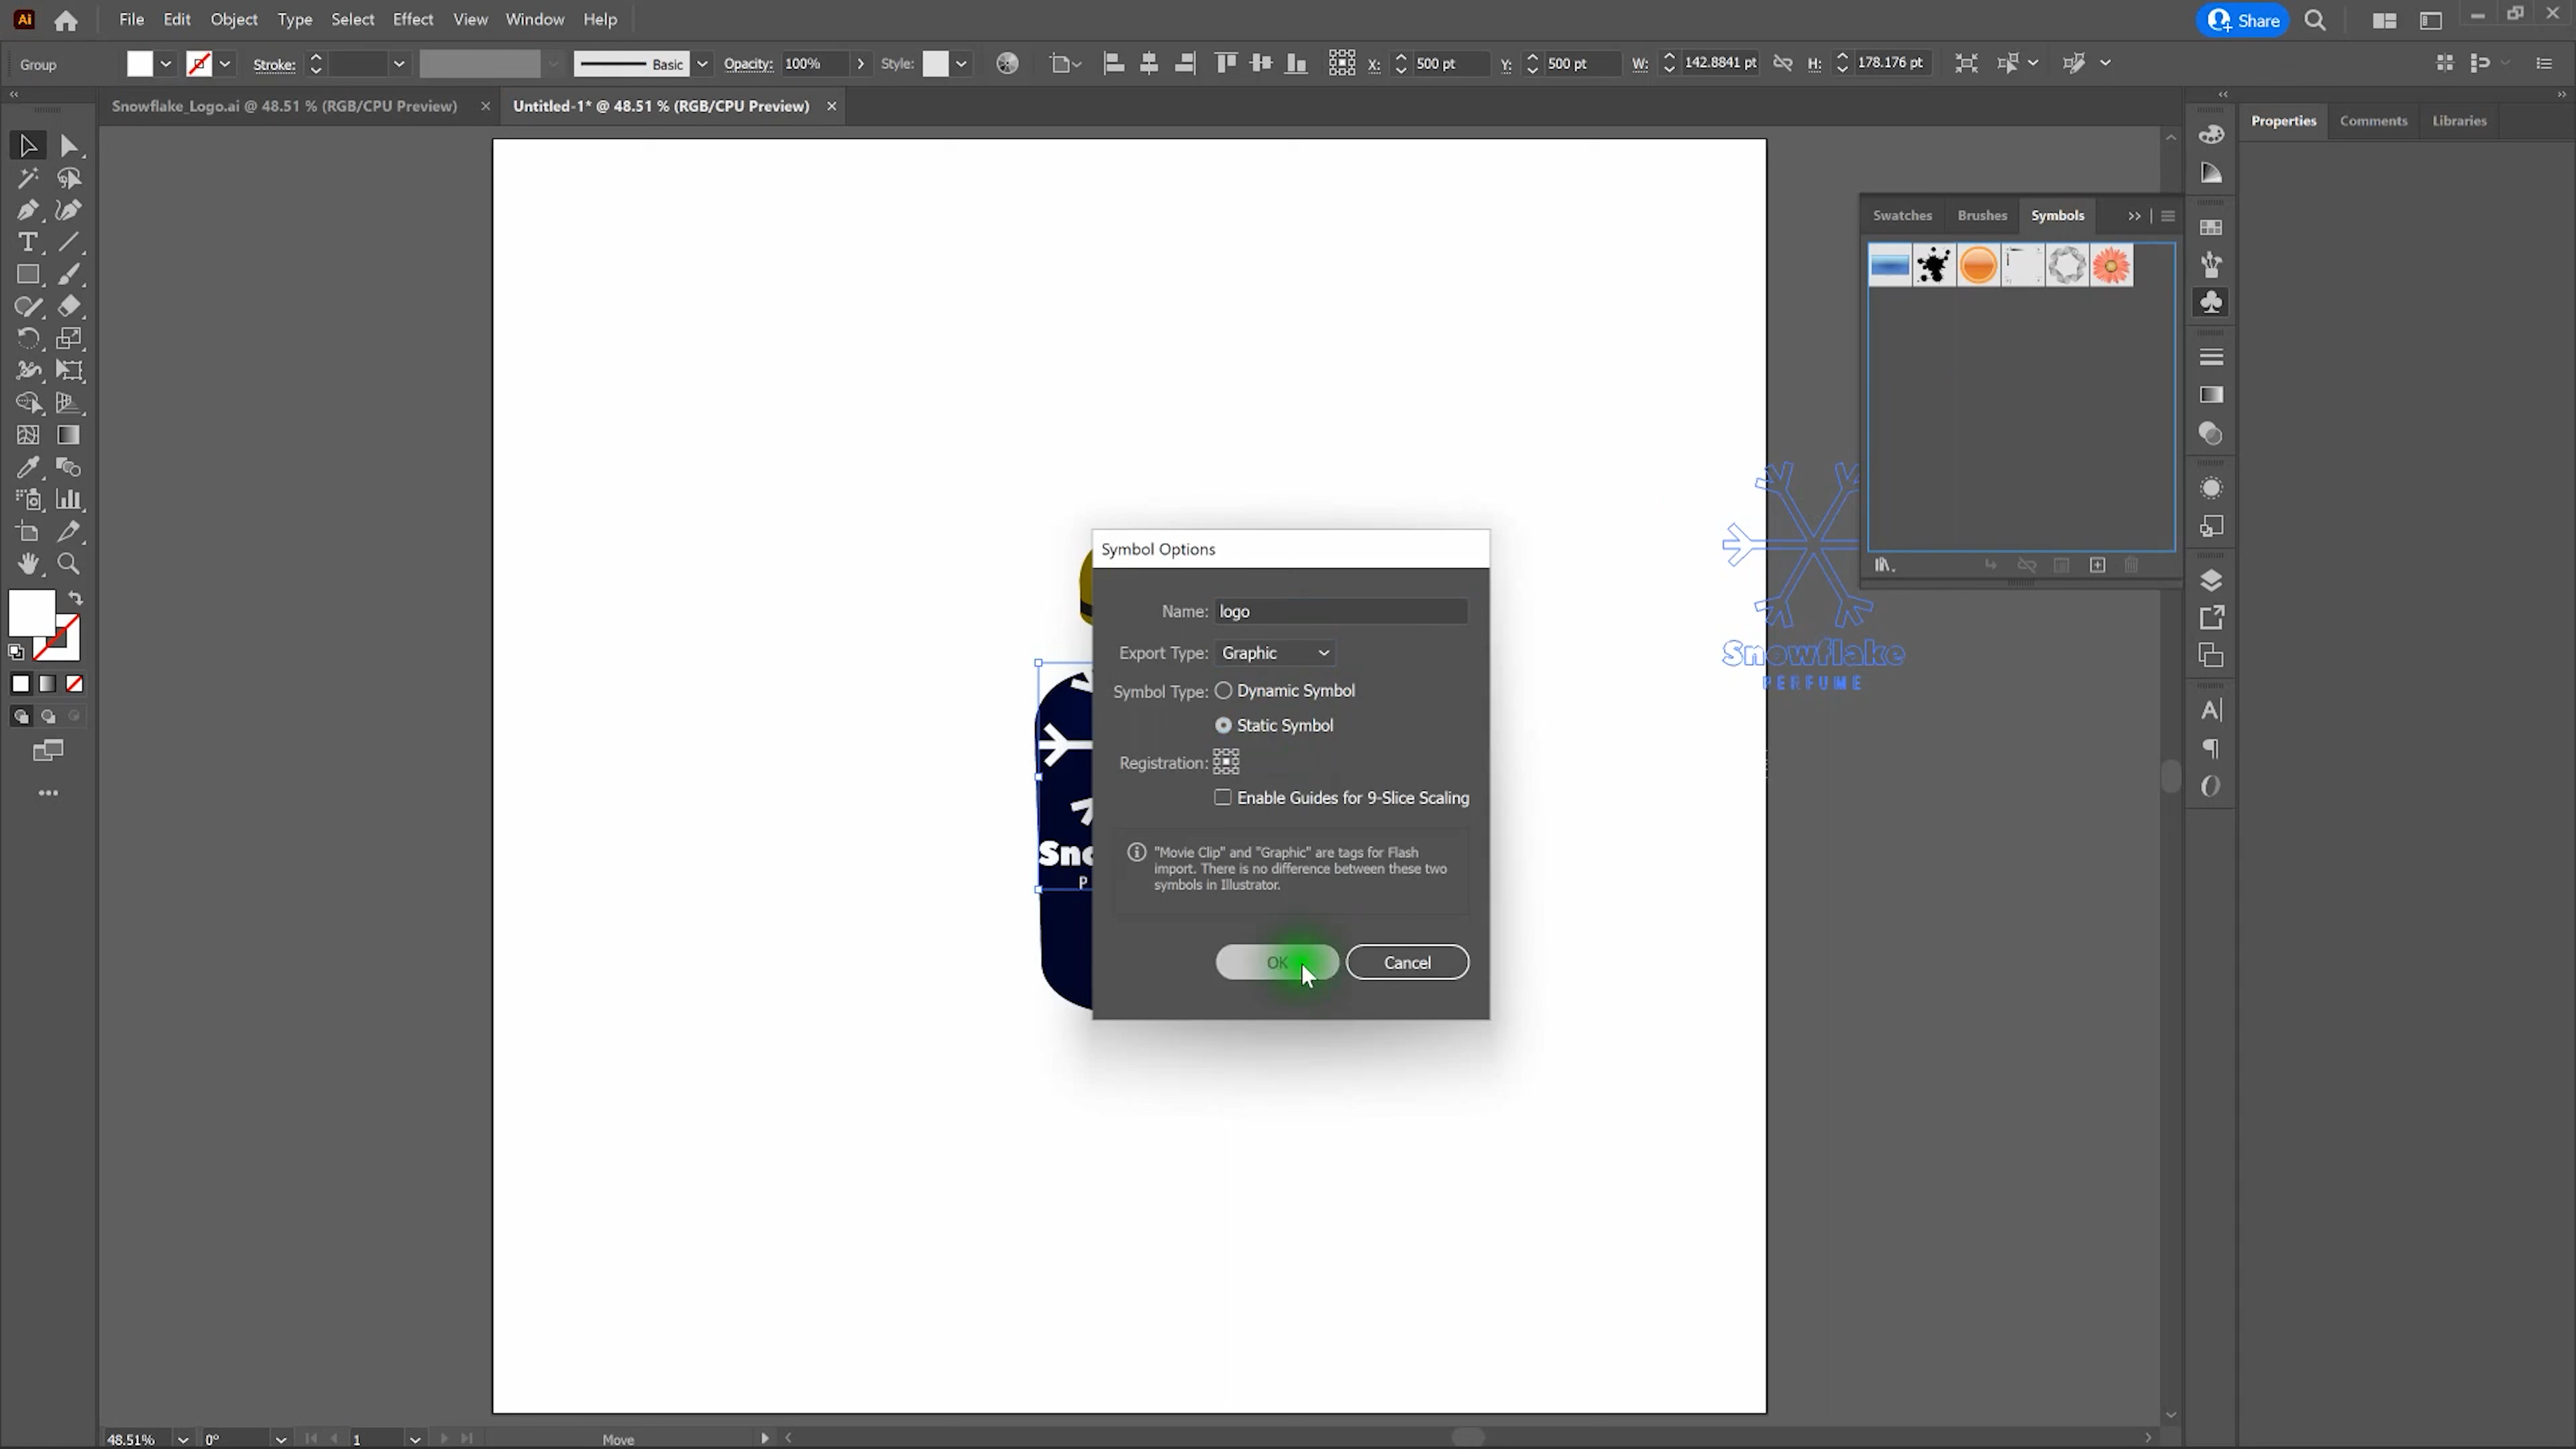 Ai File Edit Object Type Select Effect View Window Help Share
Group Stroke: Basic Opacity: 100% Style: X: 500 pt Y: 500 pt W: 142.8841 pt H: 178.176 pt
Snowflake_Logo.ai @ 48.51 % (RGB/CPU Preview) Untitled-1* @ 48.51 % (RGB/CPU Preview)
Properties Comments Libraries
Swatches Brushes Symbols
Symbol Options
Name: logo
Export Type: Graphic
Symbol Type: Dynamic Symbol
Static Symbol
Registration:
Enable Guides for 9-Slice Scaling
"Movie Clip" and "Graphic" are tags for Flash
import. There is no difference between these two
symbols in Illustrator.
OK Cancel
Sno
P
Snowflake
PERFUME
48.51% 0° 1 Move